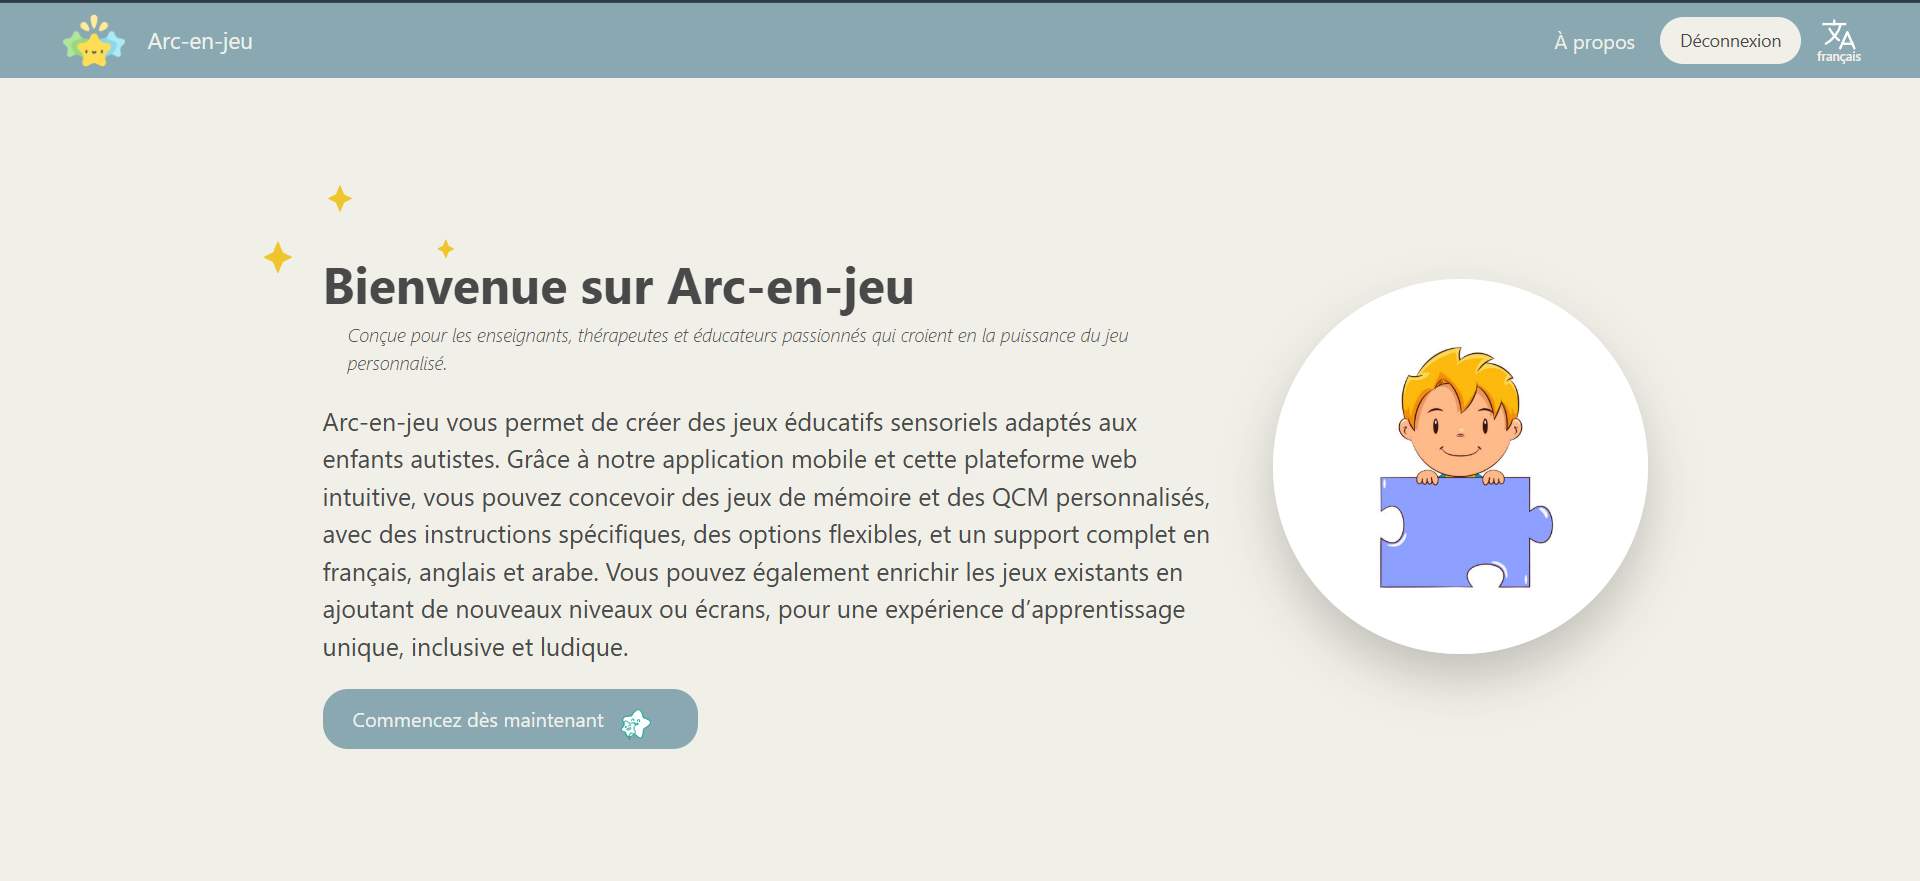 Arc-en-jeu
À propos
Déconnexion
français
Bienvenue sur Arc-en-jeu
Conçue pour les enseignants, thérapeutes et éducateurs passionnés qui croient en la puissance du jeu
personnalisé.
Arc-en-jeu vous permet de créer des jeux éducatifs sensoriels adaptés aux
enfants autistes. Grâce à notre application mobile et cette plateforme web
intuitive, vous pouvez concevoir des jeux de mémoire et des QCM personnalisés,
avec des instructions spécifiques, des options flexibles, et un support complet en
français, anglais et arabe. Vous pouvez également enrichir les jeux existants en
ajoutant de nouveaux niveaux ou écrans, pour une expérience d’apprentissage
unique, inclusive et ludique.
Commencez dès maintenant